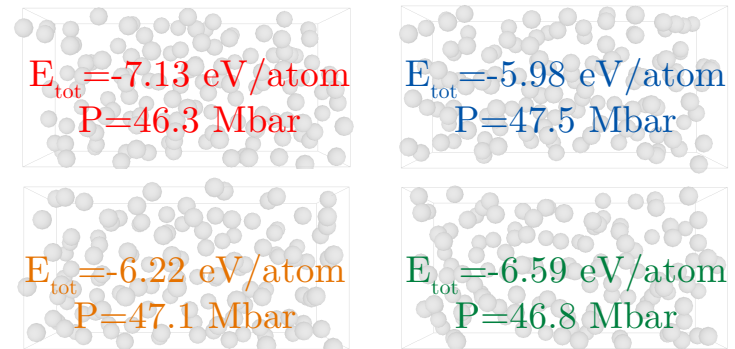 E_tot=-7.13 eV/atom
P=46.3 Mbar
E_tot=-5.98 eV/atom
P=47.5 Mbar
E_tot=-6.22 eV/atom
P=47.1 Mbar
E_tot=-6.59 eV/atom
P=46.8 Mbar